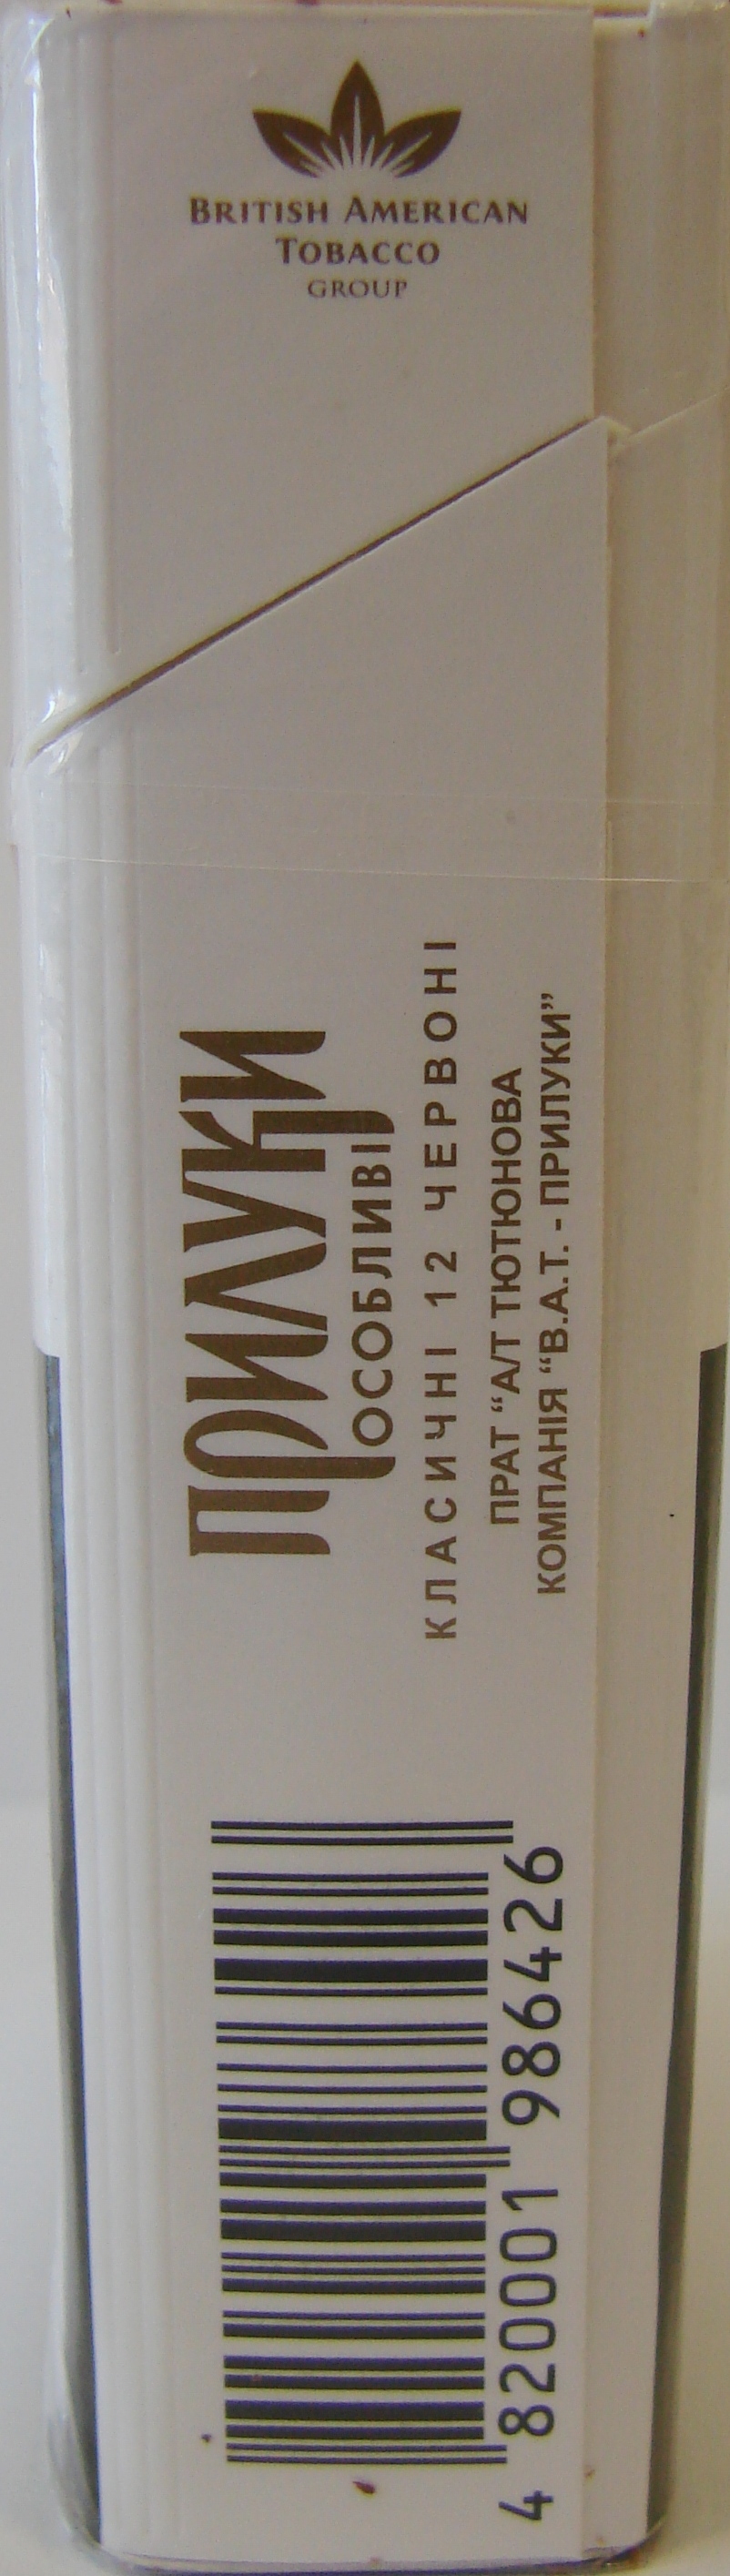 BRITISH AMERICAN
TOBACCO
GROUP
ПРИЛУКИ
ОСОБЛИВІ
КЛАСИЧНІ 12 ЧЕРВОНІ
ПРАТ “А/Т ТЮТЮНОВА
КОМПАНІЯ “В.А.Т. - ПРИЛУКИ”
4 820001 986426